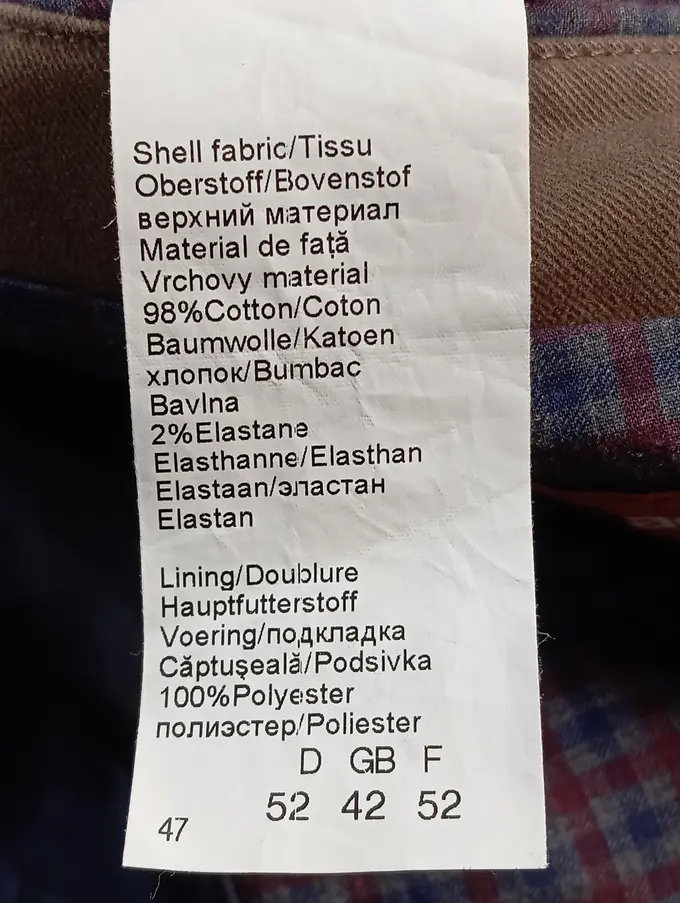 Shell fabric/Tissu
Oberstoff/Bovenstof
верхний материал
Material de față
Vrchovy material
98%Cotton/Coton
Baumwolle/Katoen
хлопок/Bumbac
Bavlna
2%Elastane
Elasthanne/Elasthan
Elastaan/эластан
Elastan
Lining/Doublure
Hauptfutterstoff
Voering/подкладка
Căptuşeală/Podsivka
100%Polyester
полиэстер/Poliester
D GB F
52 42 52
47